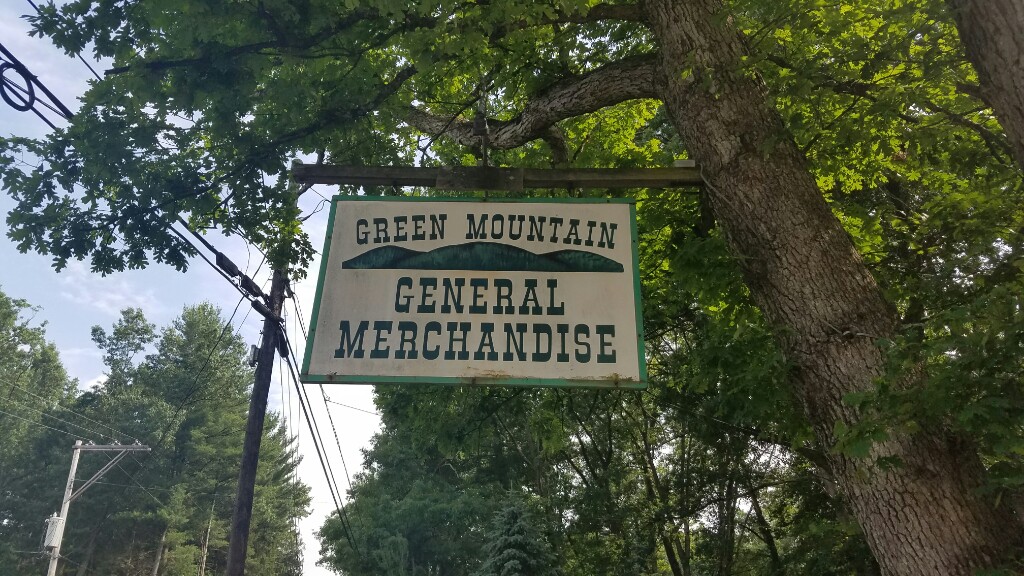 GREEN MOUNTAIN
GENERAL
MERCHANDISE